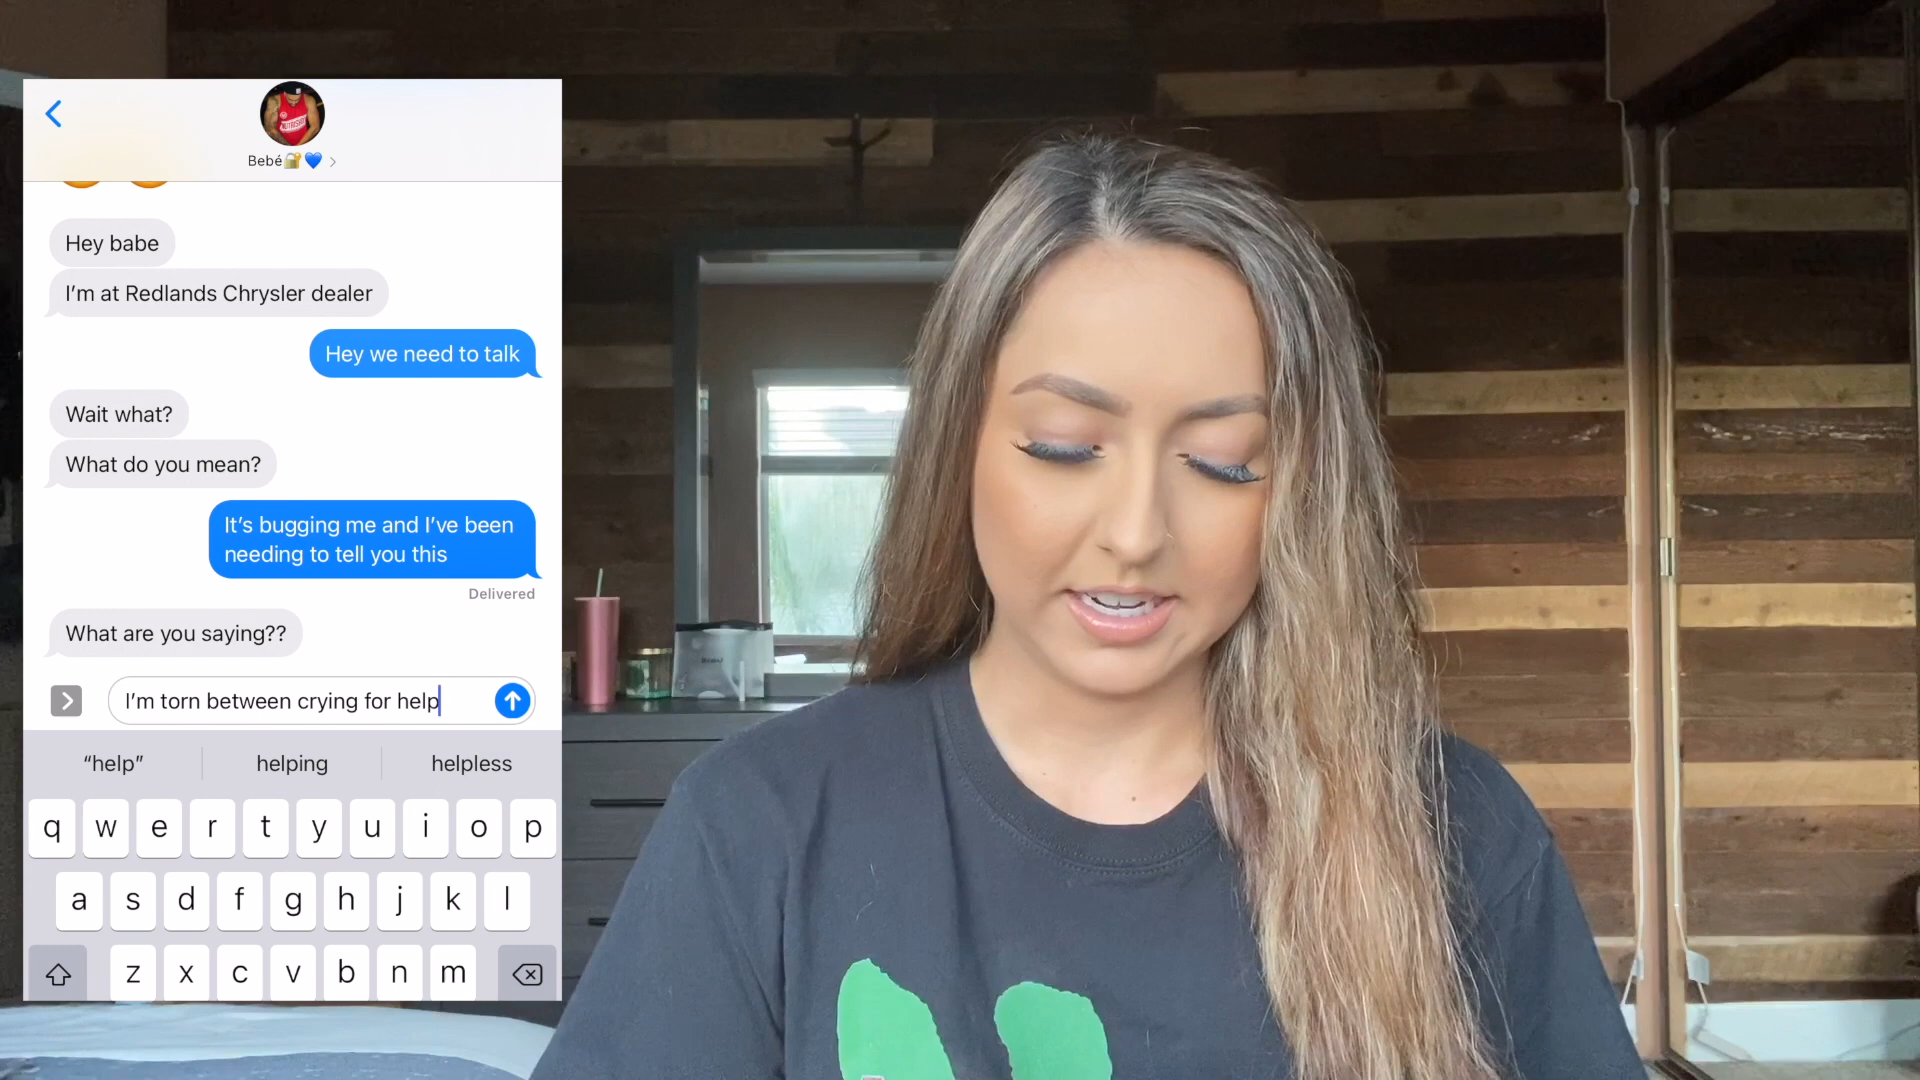 Bebé🔐💙 >
Hey babe
I’m at Redlands Chrysler dealer
Hey we need to talk
Wait what?
What do you mean?
It’s bugging me and I’ve been
needing to tell you this
Delivered
What are you saying??
I’m torn between crying for help
“help” helping helpless
q w e r t y u i o p
a s d f g h j k l
z x c v b n m